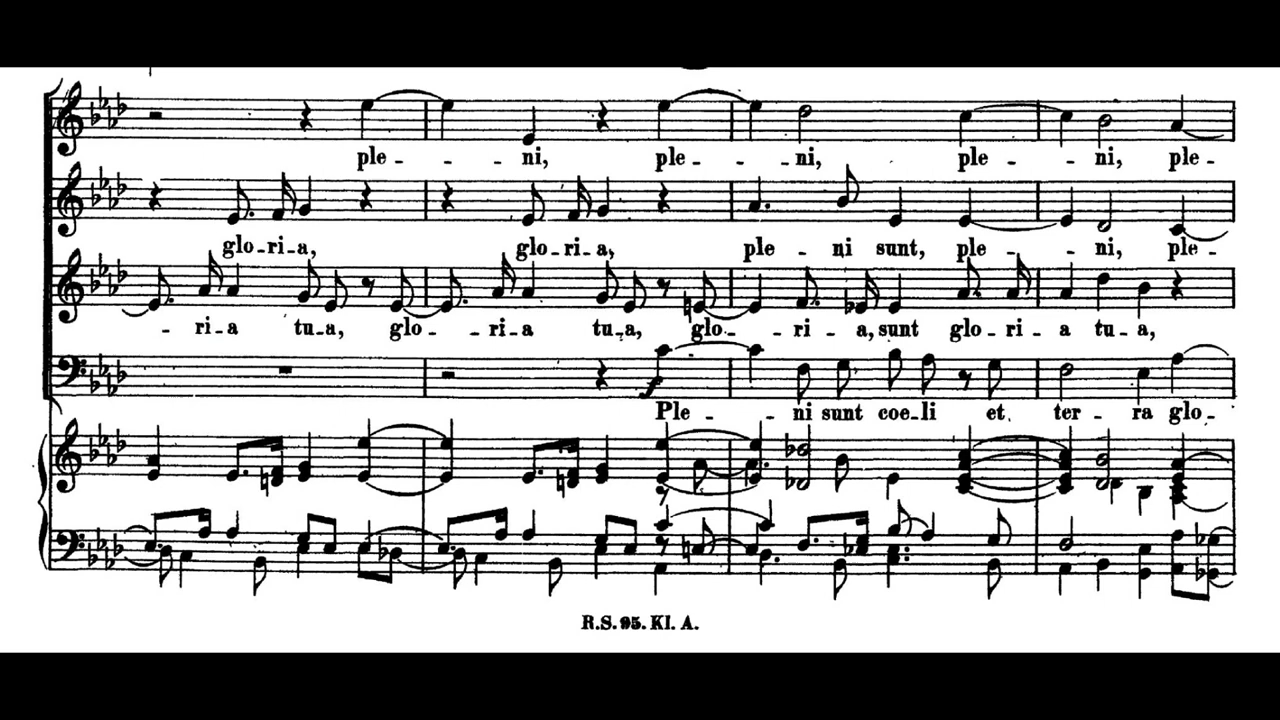 ple - - - ni, ple - - - ni, ple - - - ni, ple-
glo-ri-a, glo-ri-a, ple - ni sunt, ple - - - ni, ple-
- ri-a tu-a, glo - - ri-a tu-a, glo - - ri-a, sunt glo-ri-a tu-a,
f
Ple - - - ni sunt coe-li et ter-ra glo-
R.S.95. Kl. A.